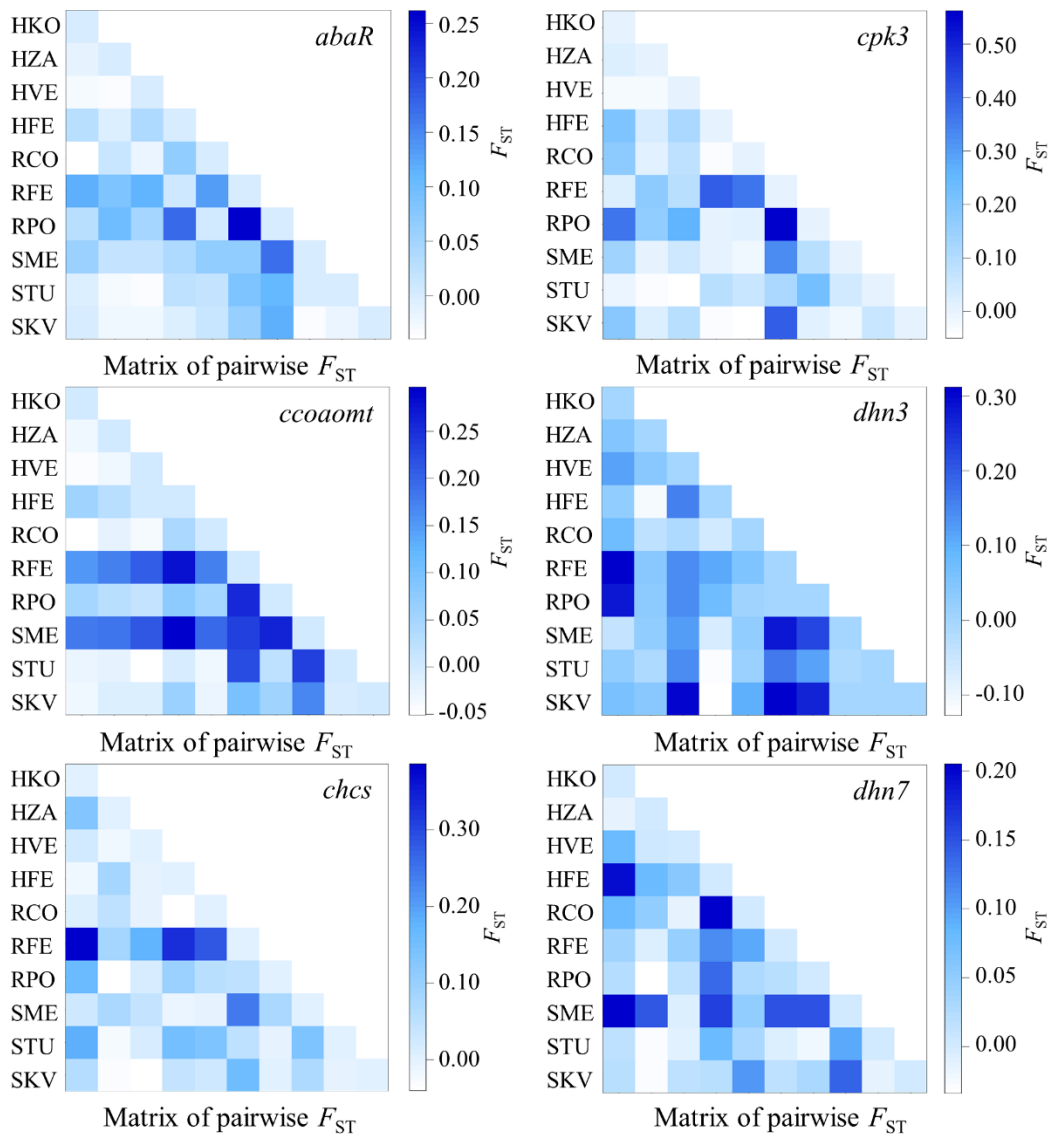 HKO
HZA
HVE
HFE
RCO
RFE
RPO
SME
STU
SKV
abaR
0.25
0.20
0.15
0.10
0.05
0.00
FST
Matrix of pairwise FST
HKO
HZA
HVE
HFE
RCO
RFE
RPO
SME
STU
SKV
cpk3
0.50
0.40
0.30
0.20
0.10
0.00
FST
Matrix of pairwise FST
HKO
HZA
HVE
HFE
RCO
RFE
RPO
SME
STU
SKV
ccoaomt
0.25
0.20
0.15
0.10
0.05
0.00
-0.05
FST
Matrix of pairwise FST
HKO
HZA
HVE
HFE
RCO
RFE
RPO
SME
STU
SKV
dhn3
0.30
0.20
0.10
0.00
-0.10
FST
Matrix of pairwise FST
HKO
HZA
HVE
HFE
RCO
RFE
RPO
SME
STU
SKV
chcs
0.30
0.20
0.10
0.00
FST
Matrix of pairwise FST
HKO
HZA
HVE
HFE
RCO
RFE
RPO
SME
STU
SKV
dhn7
0.20
0.15
0.10
0.05
0.00
FST
Matrix of pairwise FST